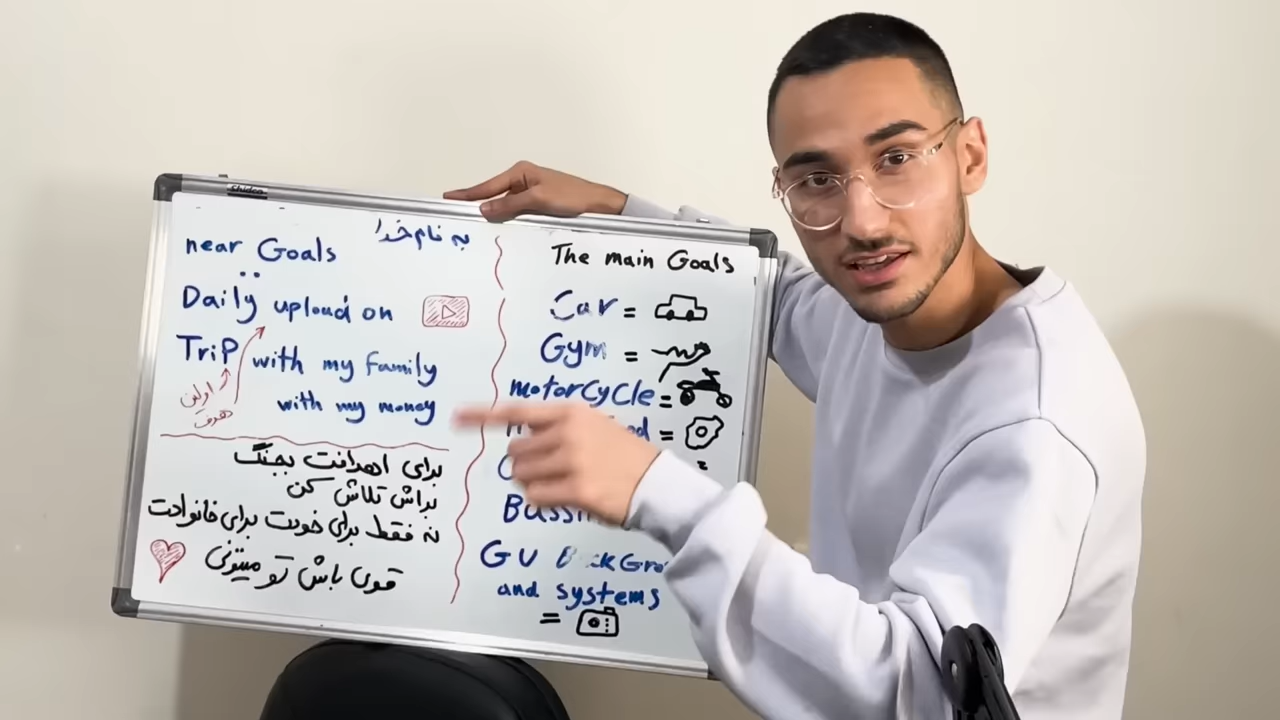 Shidco
به نام خدا
near Goals
Daily upload on
TriP with my family
with my money
اولین
هدف
برای اهدافت بجنگ
براش تلاش کن
نه فقط برای خودت برای خانوادت
قوی باش تو میتونی
The main Goals
Car =
Gym =
motorcycle =
=
GV
and systems
=